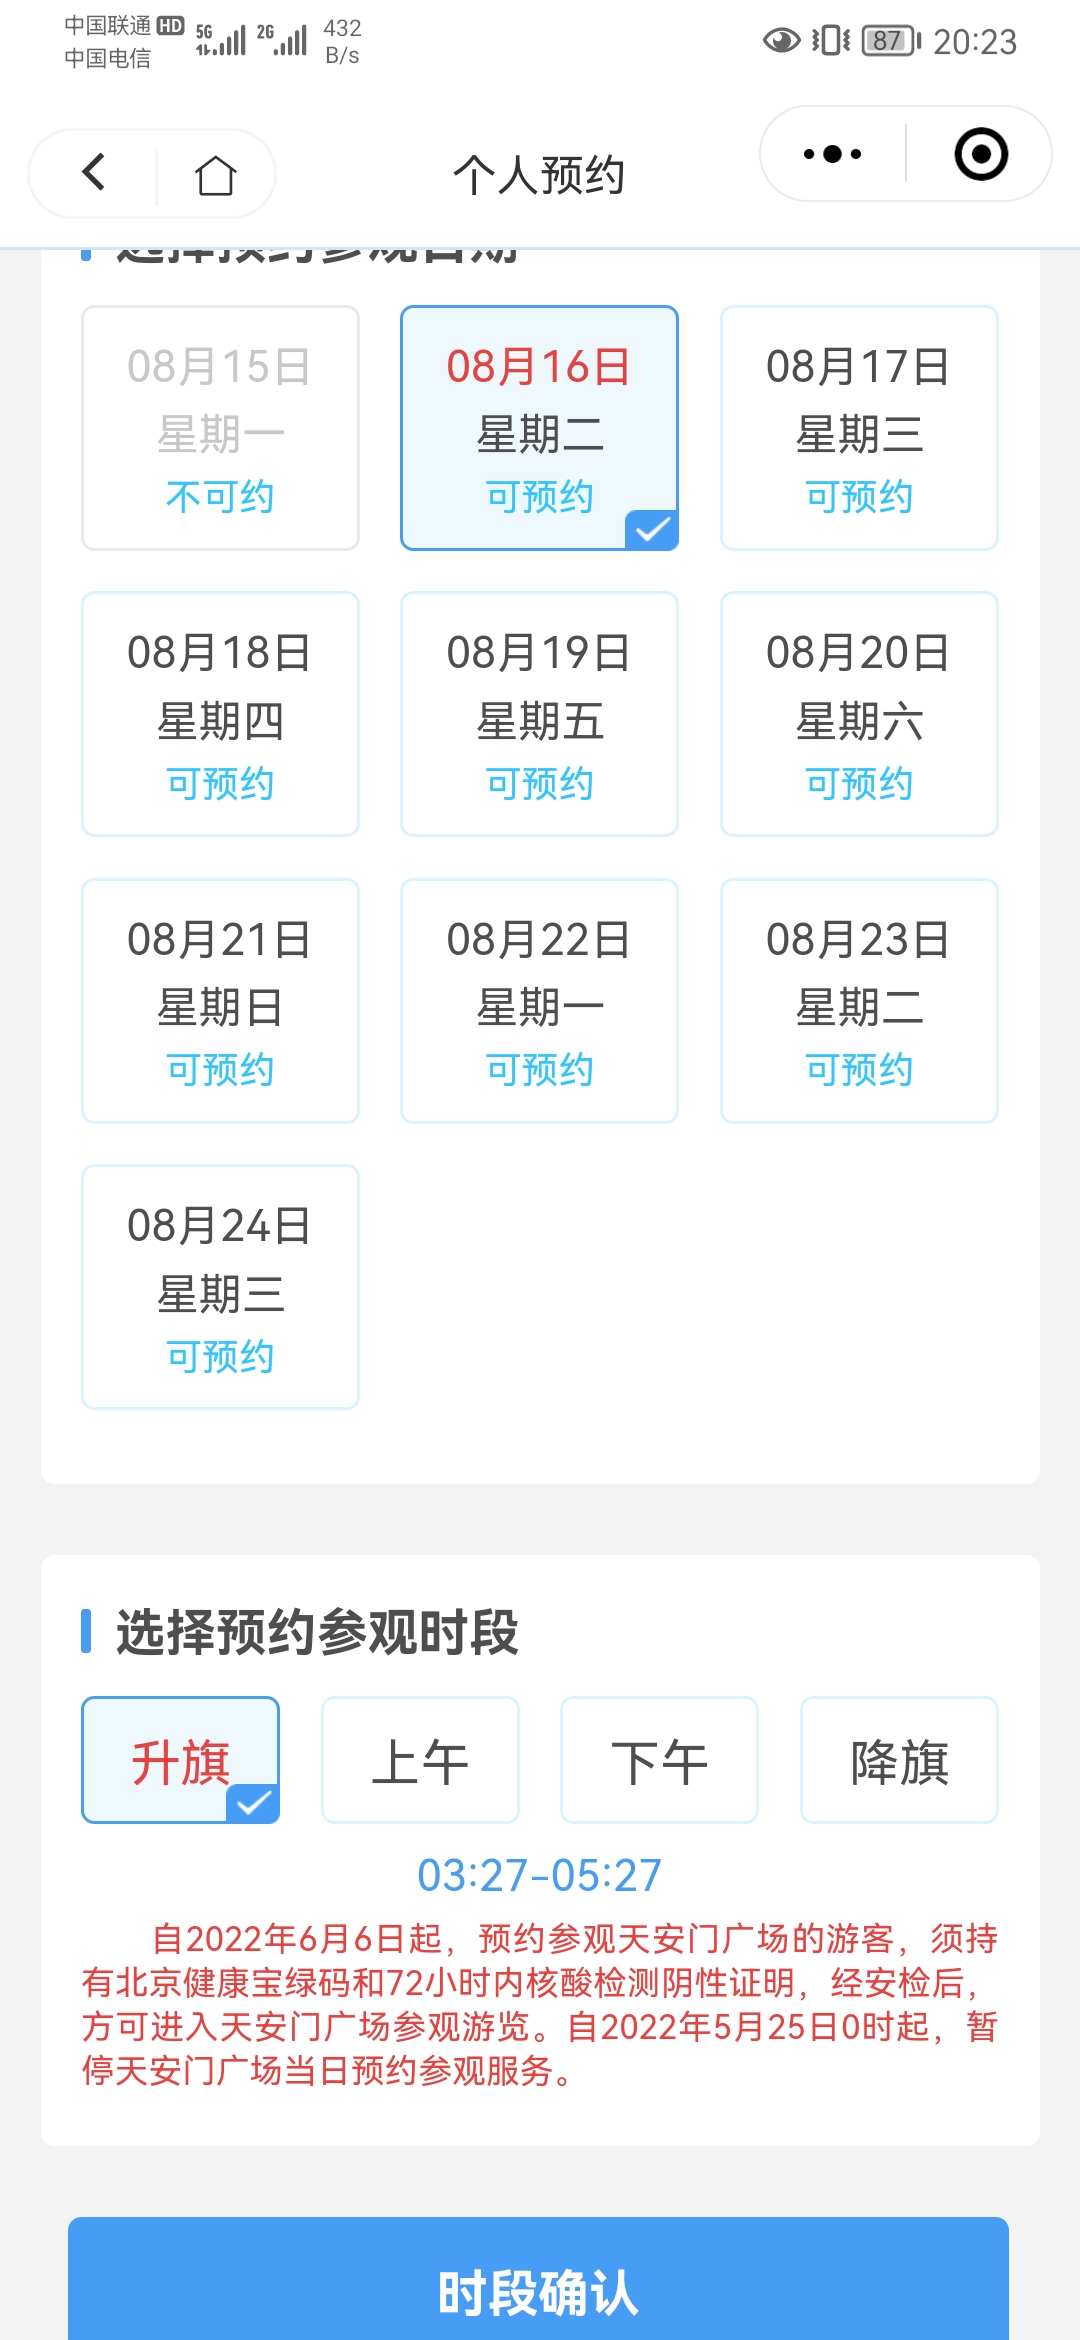 中国联通 HD 5G 2G 432 B/s 87 20:23
中国电信
个人预约
选择预约参观日期
08月15日
星期一
不可约
08月16日
星期二
可预约
08月17日
星期三
可预约
08月18日
星期四
可预约
08月19日
星期五
可预约
08月20日
星期六
可预约
08月21日
星期日
可预约
08月22日
星期一
可预约
08月23日
星期二
可预约
08月24日
星期三
可预约
选择预约参观时段
升旗
上午
下午
降旗
03:27-05:27
自2022年6月6日起，预约参观天安门广场的游客，须持
有北京健康宝绿码和72小时内核酸检测阴性证明，经安检后，
方可进入天安门广场参观游览。自2022年5月25日0时起，暂
停天安门广场当日预约参观服务。
时段确认